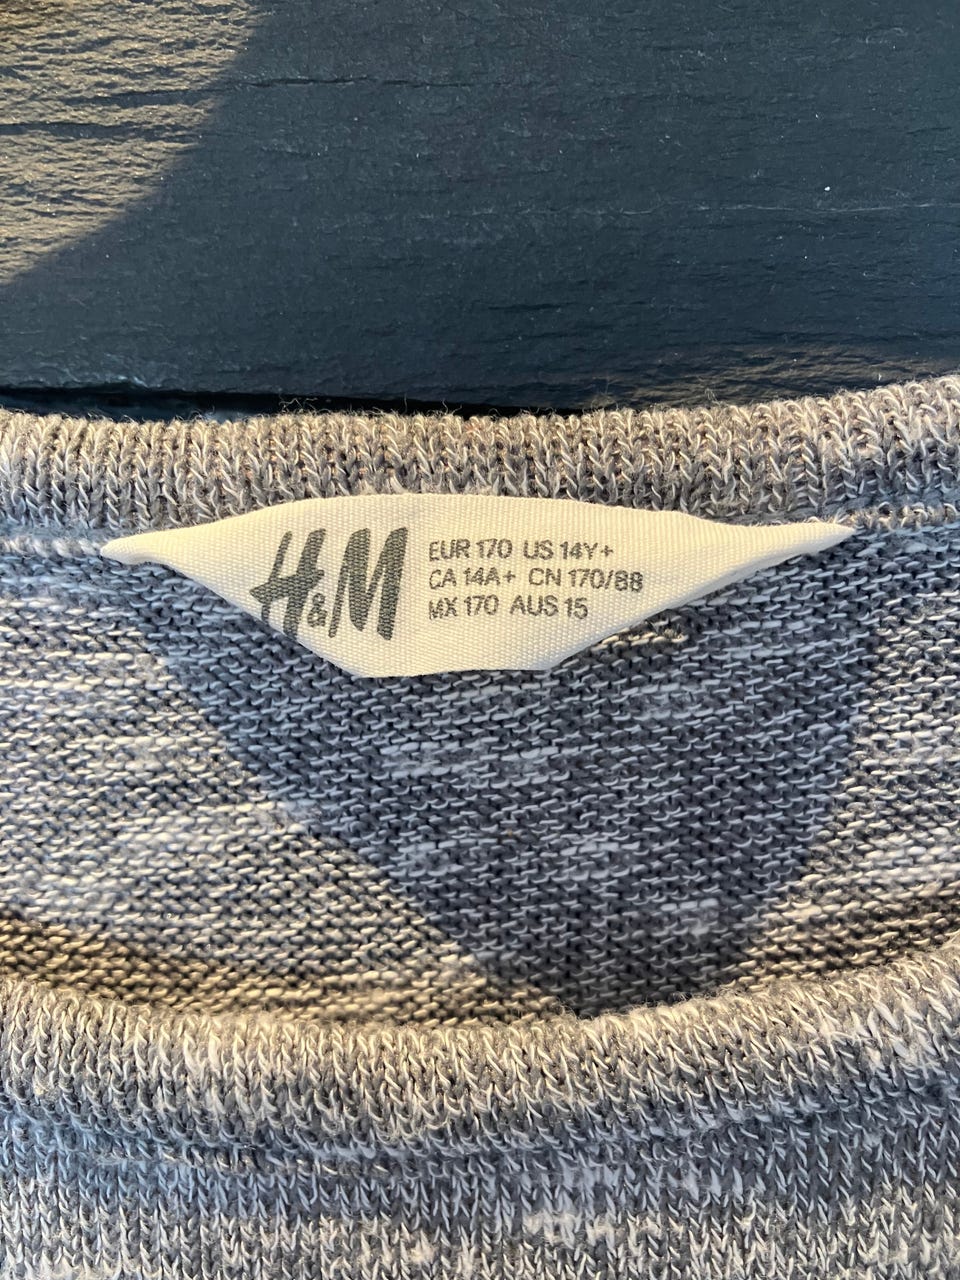 H&M
EUR 170 US 14Y+
CA 14A+ CN 170/88
MX 170 AUS 15